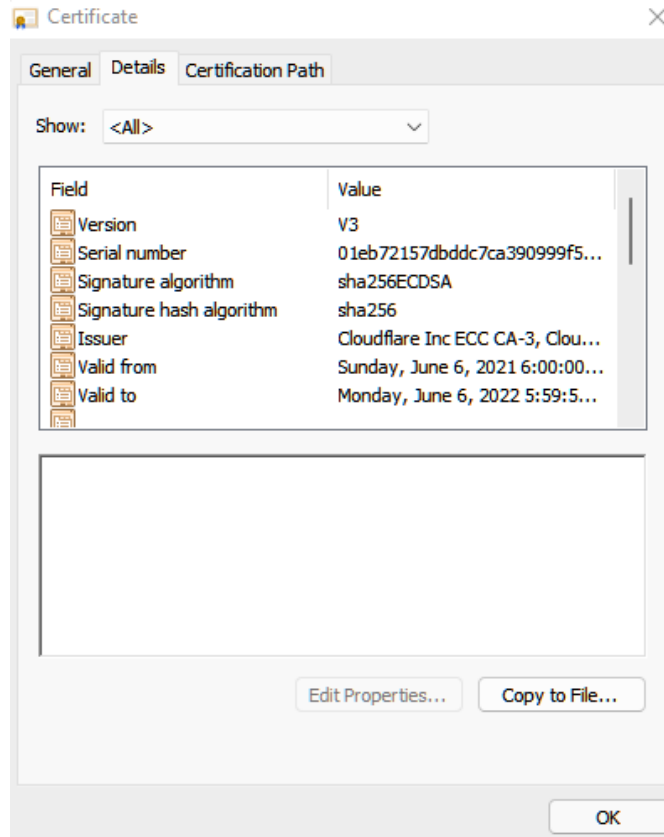 Certificate
General Details Certification Path
Show: <All>
Field Value
Version V3
Serial number 01eb72157dbddc7ca390999f5...
Signature algorithm sha256ECDSA
Signature hash algorithm sha256
Issuer Cloudflare Inc ECC CA-3, Clou...
Valid from Sunday, June 6, 2021 6:00:00...
Valid to Monday, June 6, 2022 5:59:5...
Edit Properties... Copy to File...
OK